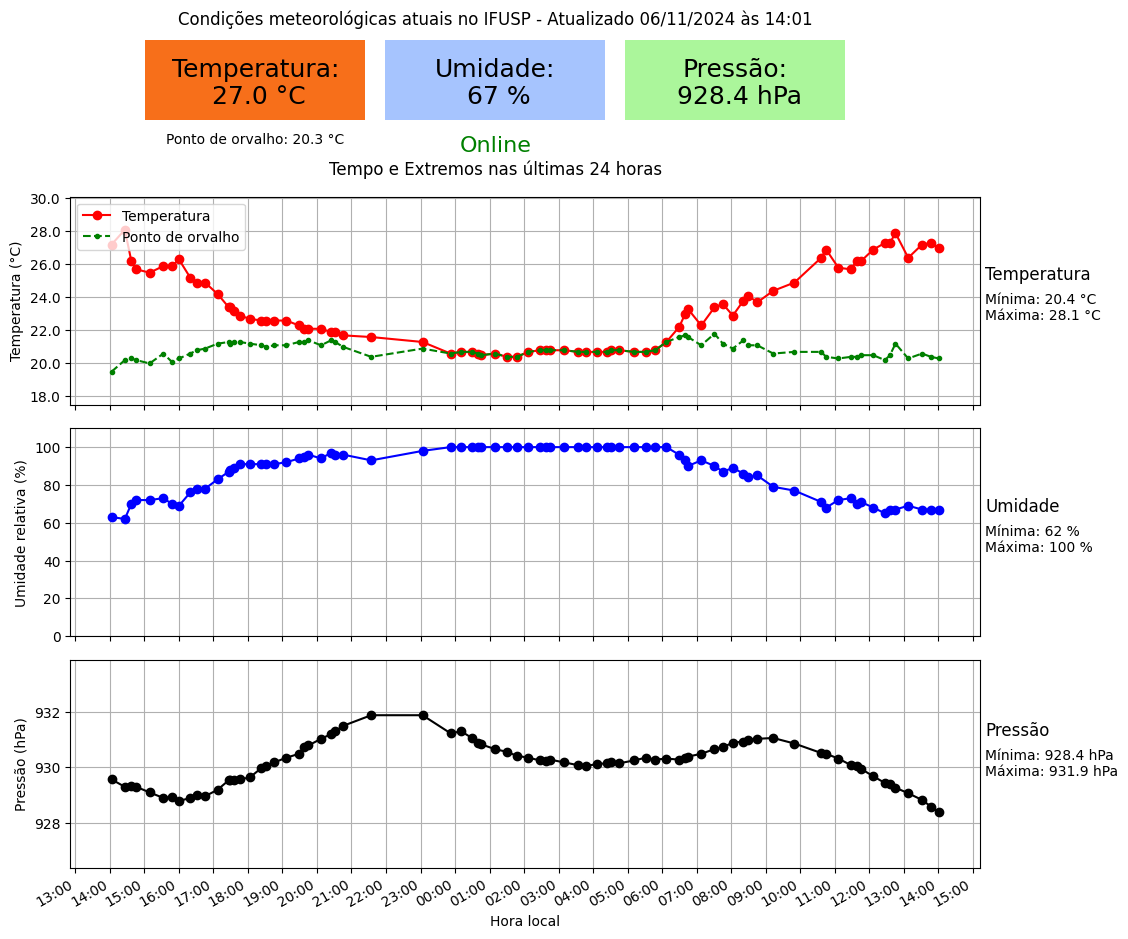 Condições meteorológicas atuais no IFUSP - Atualizado 06/11/2024 às 14:01
Temperatura:
27.0 °C
Umidade:
67 %
Pressão:
928.4 hPa
Ponto de orvalho: 20.3 °C
Online
Tempo e Extremos nas últimas 24 horas
Temperatura (°C)
30.0
28.0
26.0
24.0
22.0
20.0
18.0
Temperatura
Ponto de orvalho
Temperatura
Mínima: 20.4 °C
Máxima: 28.1 °C
Umidade relativa (%)
100
80
60
40
20
0
Umidade
Mínima: 62 %
Máxima: 100 %
Pressão (hPa)
932
930
928
Pressão
Mínima: 928.4 hPa
Máxima: 931.9 hPa
13:00 14:00 15:00 16:00 17:00 18:00 19:00 20:00 21:00 22:00 23:00 00:00 01:00 02:00 03:00 04:00 05:00 06:00 07:00 08:00 09:00 10:00 11:00 12:00 13:00 14:00 15:00
Hora local